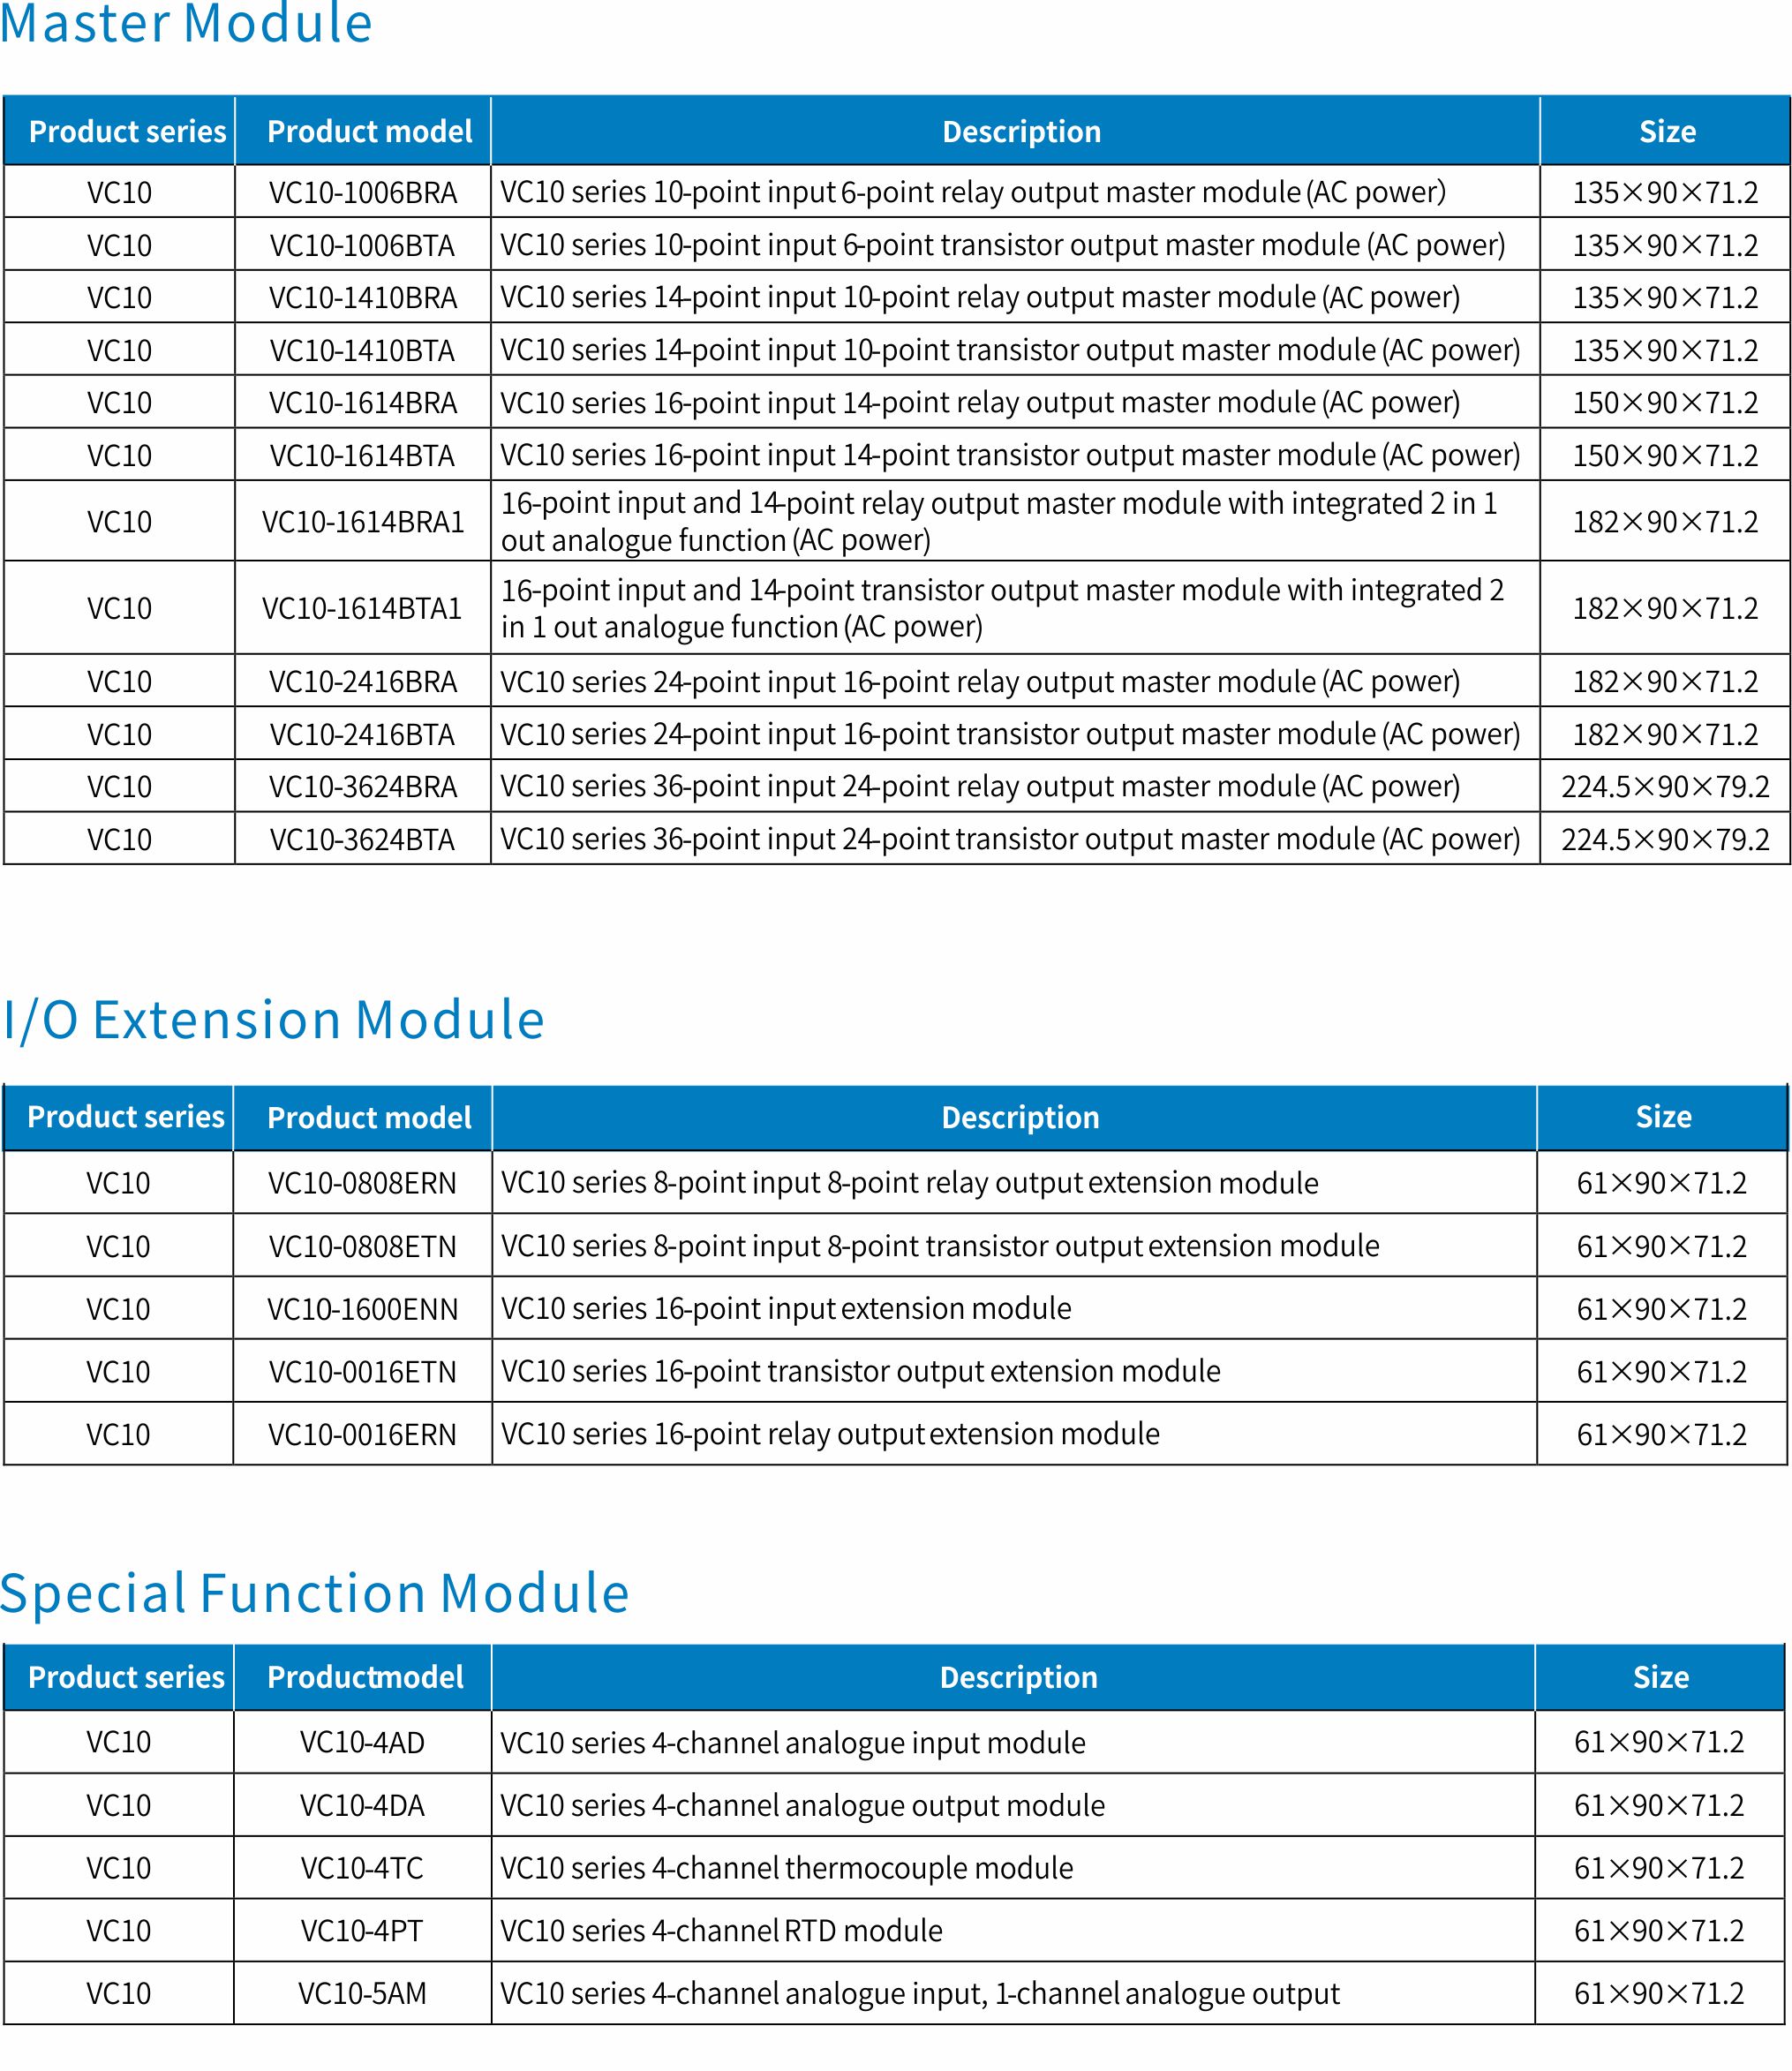 Master Module
Product series Product model Description Size
VC10 VC10-1006BRA VC10 series 10-point input 6-point relay output master module (AC power) 135×90×71.2
VC10 VC10-1006BTA VC10 series 10-point input 6-point transistor output master module (AC power) 135×90×71.2
VC10 VC10-1410BRA VC10 series 14-point input 10-point relay output master module (AC power) 135×90×71.2
VC10 VC10-1410BTA VC10 series 14-point input 10-point transistor output master module (AC power) 135×90×71.2
VC10 VC10-1614BRA VC10 series 16-point input 14-point relay output master module (AC power) 150×90×71.2
VC10 VC10-1614BTA VC10 series 16-point input 14-point transistor output master module (AC power) 150×90×71.2
VC10 VC10-1614BRA1 16-point input and 14-point relay output master module with integrated 2 in 1
out analogue function (AC power) 182×90×71.2
VC10 VC10-1614BTA1 16-point input and 14-point transistor output master module with integrated 2
in 1 out analogue function (AC power) 182×90×71.2
VC10 VC10-2416BRA VC10 series 24-point input 16-point relay output master module (AC power) 182×90×71.2
VC10 VC10-2416BTA VC10 series 24-point input 16-point transistor output master module (AC power) 182×90×71.2
VC10 VC10-3624BRA VC10 series 36-point input 24-point relay output master module (AC power) 224.5×90×79.2
VC10 VC10-3624BTA VC10 series 36-point input 24-point transistor output master module (AC power) 224.5×90×79.2
I/O Extension Module
Product series Product model Description Size
VC10 VC10-0808ERN VC10 series 8-point input 8-point relay output extension module 61×90×71.2
VC10 VC10-0808ETN VC10 series 8-point input 8-point transistor output extension module 61×90×71.2
VC10 VC10-1600ENN VC10 series 16-point input extension module 61×90×71.2
VC10 VC10-0016ETN VC10 series 16-point transistor output extension module 61×90×71.2
VC10 VC10-0016ERN VC10 series 16-point relay output extension module 61×90×71.2
Special Function Module
Product series Productmodel Description Size
VC10 VC10-4AD VC10 series 4-channel analogue input module 61×90×71.2
VC10 VC10-4DA VC10 series 4-channel analogue output module 61×90×71.2
VC10 VC10-4TC VC10 series 4-channel thermocouple module 61×90×71.2
VC10 VC10-4PT VC10 series 4-channel RTD module 61×90×71.2
VC10 VC10-5AM VC10 series 4-channel analogue input, 1-channel analogue output 61×90×71.2